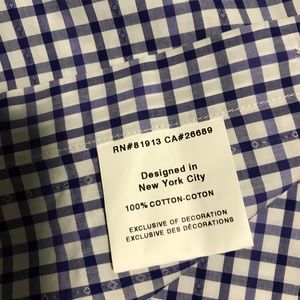 RN#81913 CA#26689
Designed in
New York City
100% COTTON-COTON
EXCLUSIVE OF DECORATION
EXCLUSIVE DES DÉCORATIONS